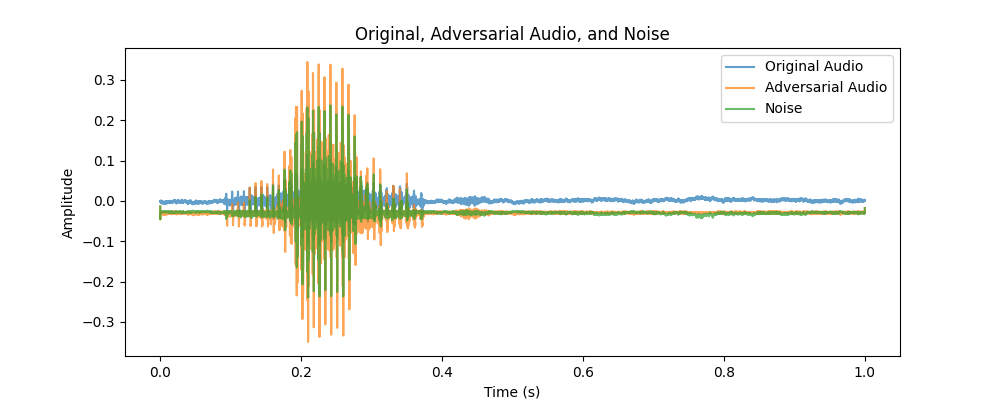 Original, Adversarial Audio, and Noise
Original Audio
Adversarial Audio
Noise
Amplitude
0.3
0.2
0.1
0.0
−0.1
−0.2
−0.3
0.0 0.2 0.4 0.6 0.8 1.0
Time (s)